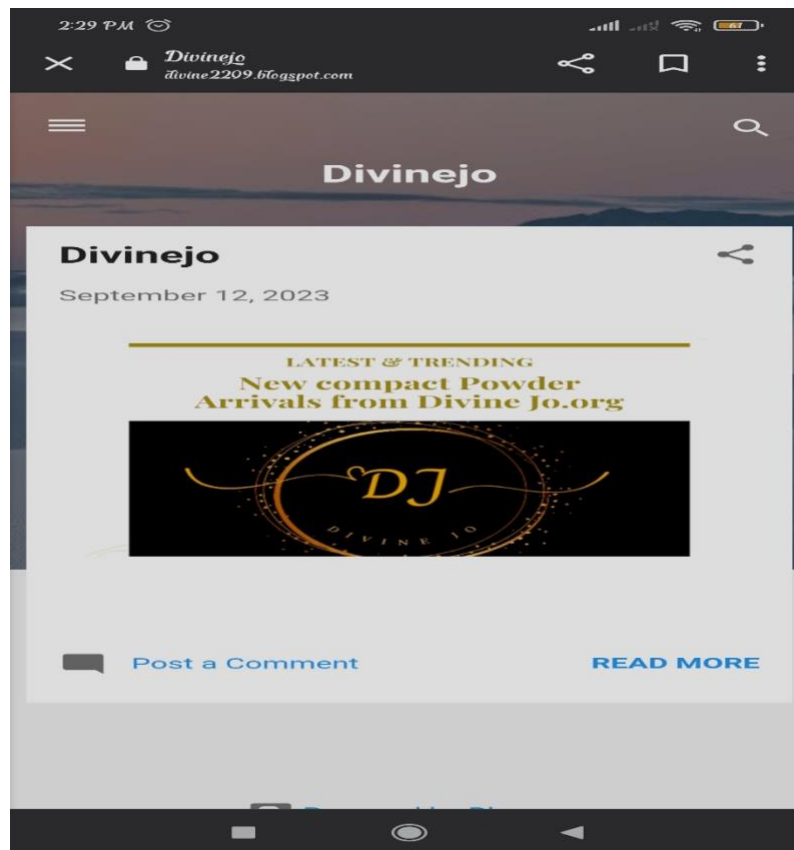 2:29 PM
67
Divinejo
divine2209.blogspot.com
Divinejo
Divinejo
September 12, 2023
LATEST & TRENDING
New compact Powder
Arrivals from Divine Jo.org
DJ
DIVINE JO
Post a Comment
READ MORE